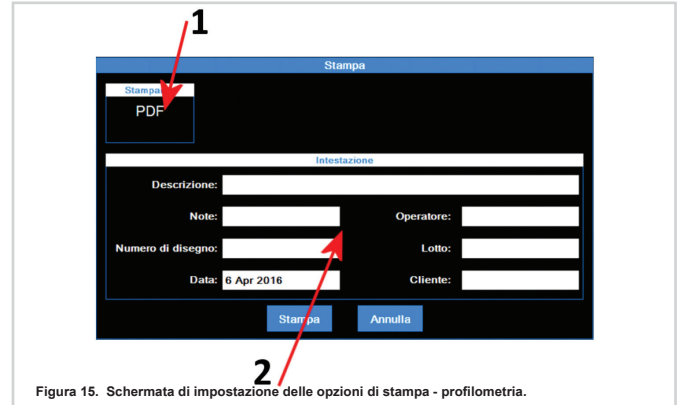 1
Stampa
PDF
Intestazione
Descrizione:
Note: Operatore:
Numero di disegno: Lotto:
Data: 6 Apr 2016 Cliente:
Stampa Annulla
2
Figura 15. Schermata di impostazione delle opzioni di stampa - profilometria.